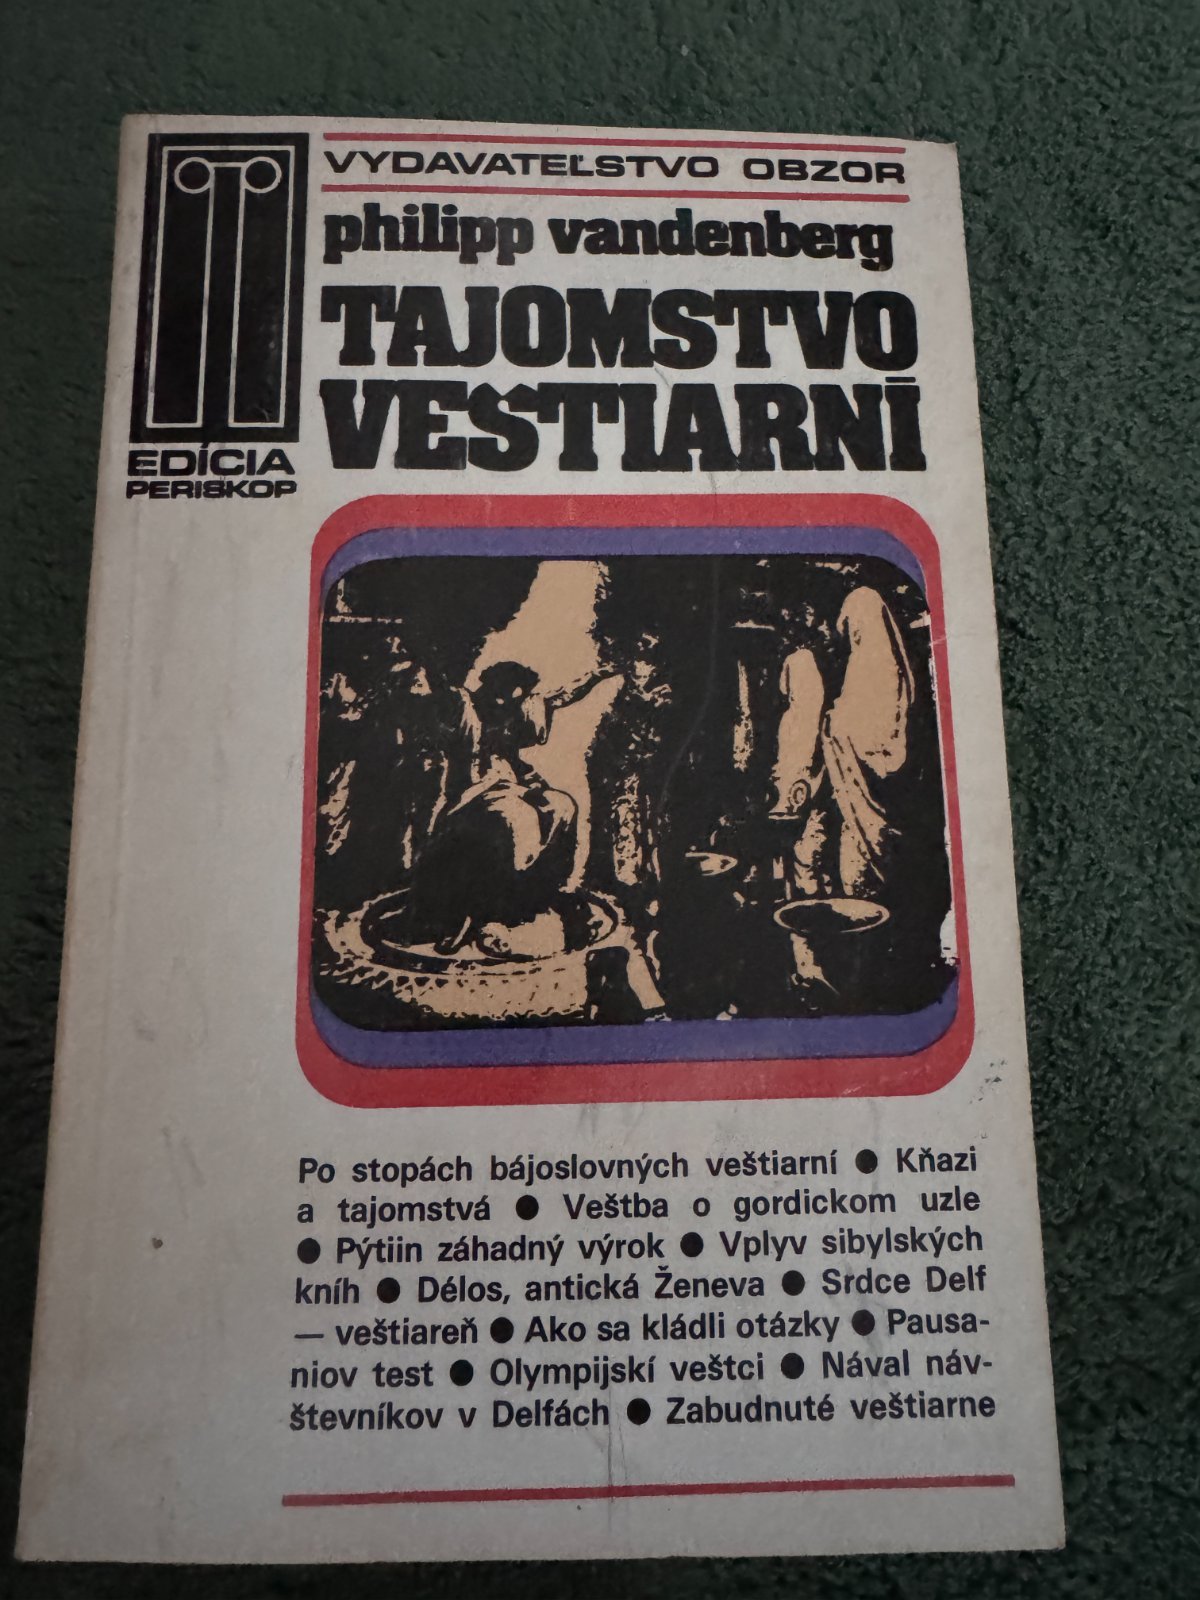 VYDAVATEĽSTVO OBZOR
philipp vandenberg
TAJOMSTVO
VEŠTIARNÍ
EDÍCIA
PERISKOP
Po stopách bájoslovných veštiarní ● Kňazi
a tajomstvá ● Veštba o gordickom uzle
● Pýtiin záhadný výrok ● Vplyv sibylských
kníh ● Délos, antická Ženeva ● Srdce Delf
— veštiareň ● Ako sa kládli otázky ● Pausa-
niov test ● Olympijskí veštci ● Nával náv-
števníkov v Delfách ● Zabudnuté veštiarne